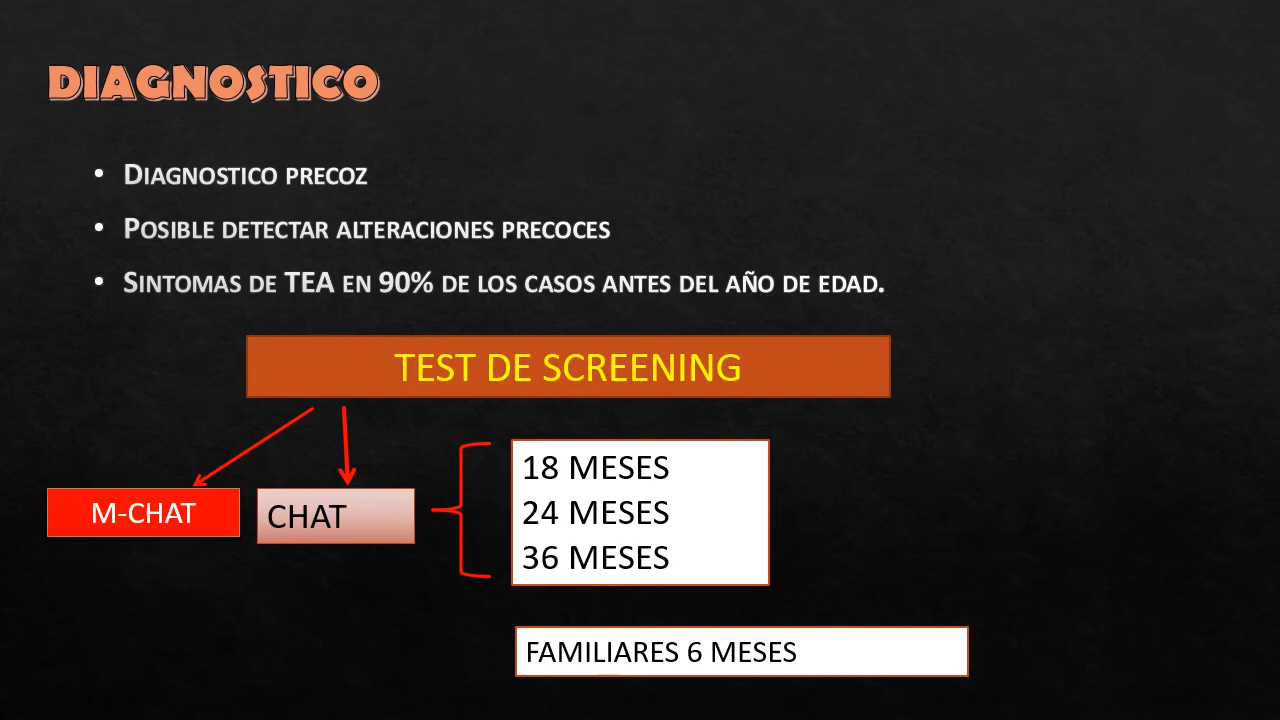 DIAGNOSTICO
• Diagnostico precoz
• Posible detectar alteraciones precoces
• Sintomas de TEA en 90% de los casos antes del año de edad.
TEST DE SCREENING
M-CHAT
CHAT
18 MESES
24 MESES
36 MESES
FAMILIARES 6 MESES